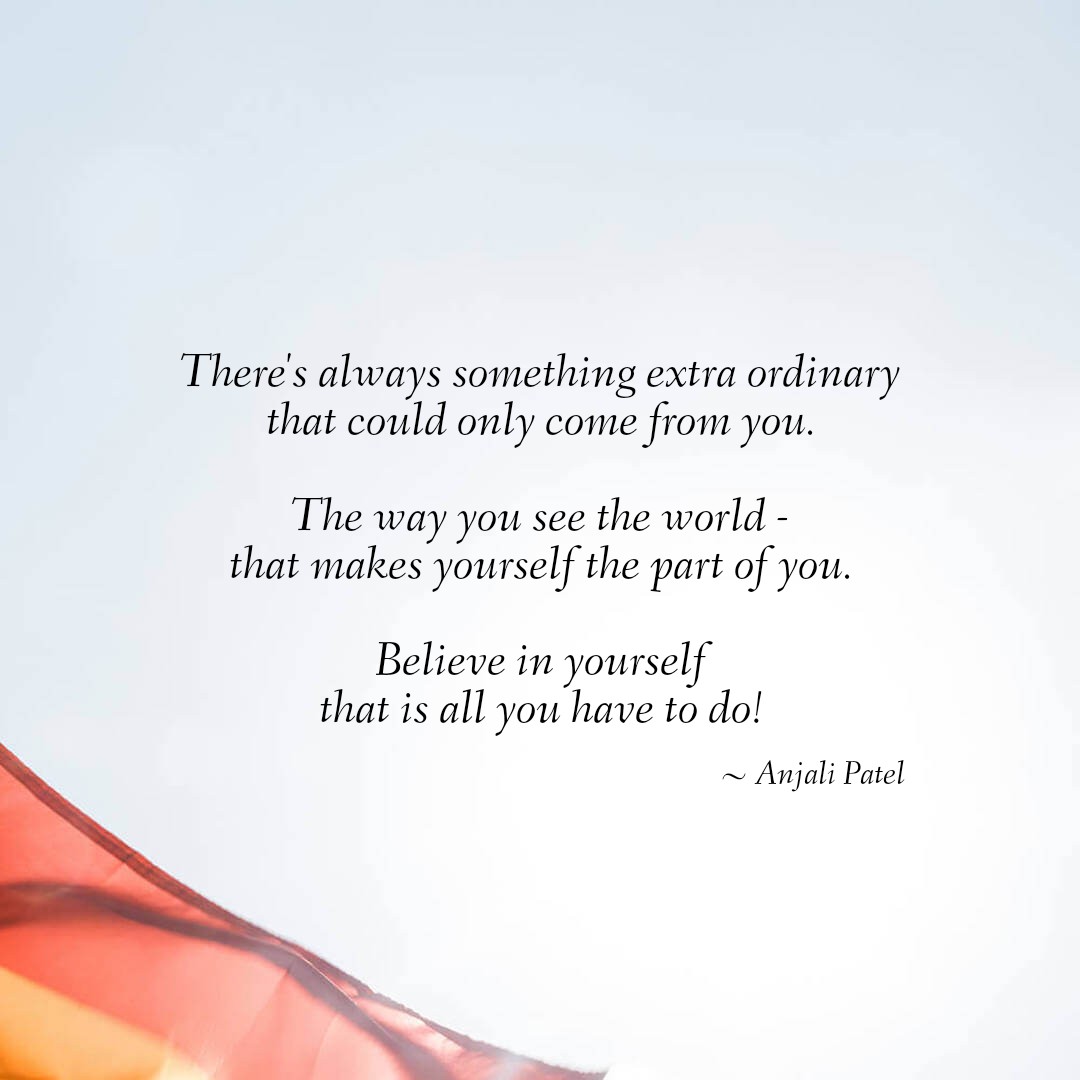 There's always something extra ordinary
that could only come from you.
The way you see the world -
that makes yourself the part of you.
Believe in yourself
that is all you have to do!
~ Anjali Patel